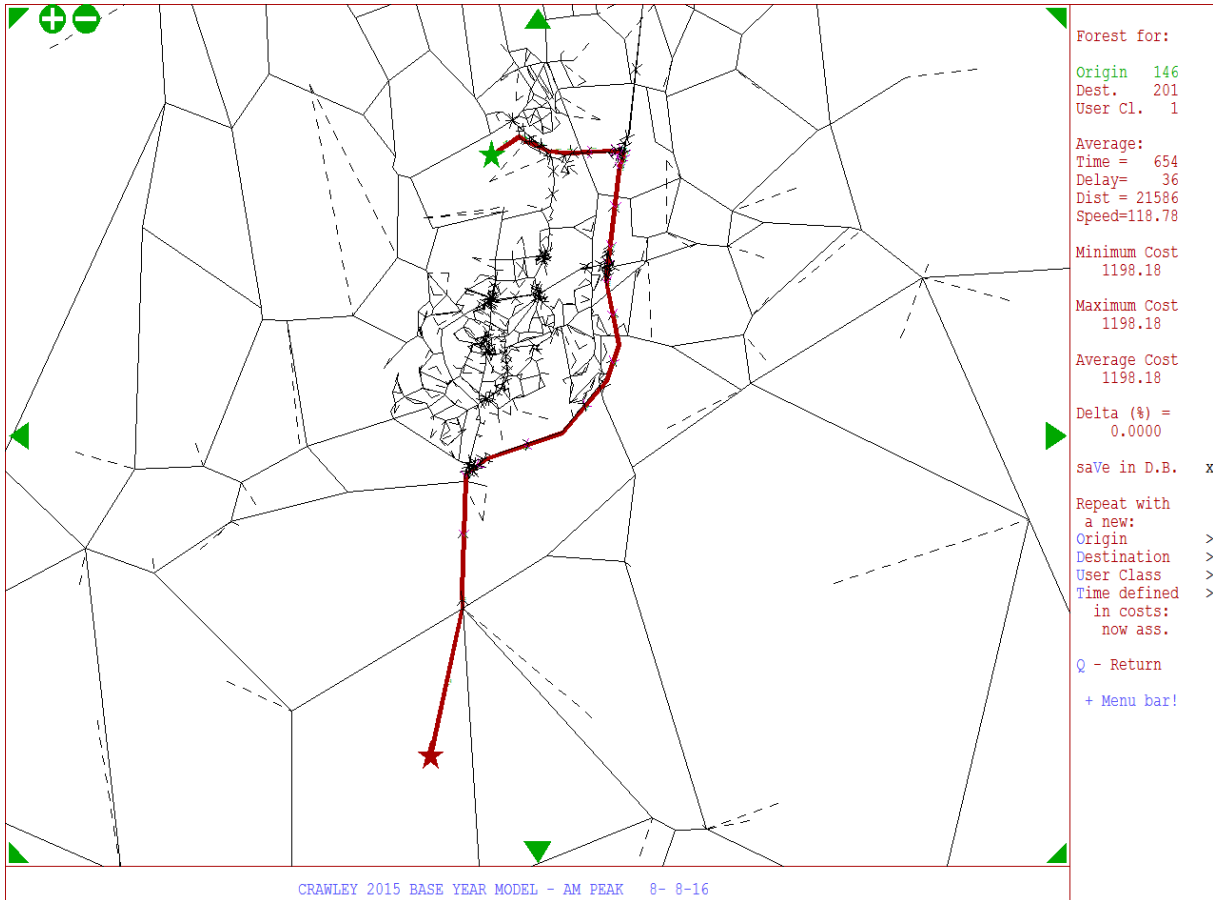 Forest for:
Origin 146
Dest. 201
User Cl. 1
Average:
Time = 654
Delay= 36
Dist = 21586
Speed=118.78
Minimum Cost
1198.18
Maximum Cost
1198.18
Average Cost
1198.18
Delta (%) =
0.0000
saVe in D.B. x
Repeat with
a new:
Origin >
Destination >
User Class >
Time defined >
in costs:
now ass.
Q - Return
+ Menu bar!
CRAWLEY 2015 BASE YEAR MODEL - AM PEAK 8- 8-16